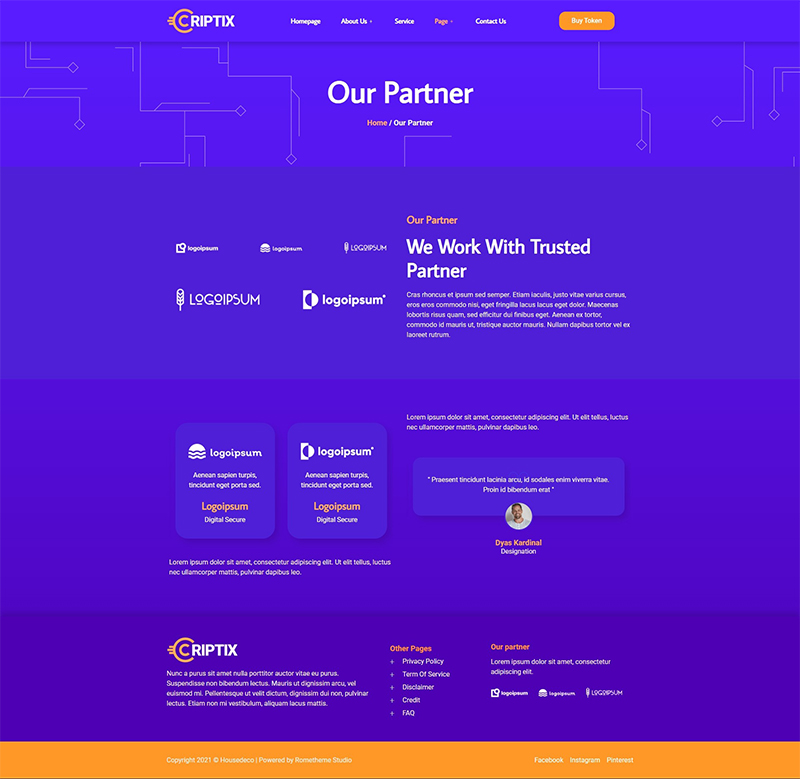 CRIPTIX
Homepage About Us Service Page Contact Us
Buy Token
Our Partner
Home / Our Partner
logoipsum
logoipsum
LOGOIPSUM
LOGOIPSUM
logoipsum
Our Partner
We Work With Trusted
Partner
Cras rhoncus et ipsum sed semper. Etiam iaculis, justo vitae varius cursus,
eros eros commodo nisi, eget fringilla lacus lacus eget dolor. Maecenas
lobortis risus quam, sed efficitur dui finibus eget. Aenean ex tortor,
commodo id mauris ut, tristique auctor mauris. Nullam dapibus tortor vel ex
laoreet rutrum.
logoipsum
Aenean sapien turpis,
tincidunt eget porta sed.
Logoipsum
Digital Secure
logoipsum
Aenean sapien turpis,
tincidunt eget porta sed.
Logoipsum
Digital Secure
Lorem ipsum dolor sit amet, consectetur adipiscing elit. Ut elit tellus, luctus
nec ullamcorper mattis, pulvinar dapibus leo.
Lorem ipsum dolor sit amet, consectetur adipiscing elit. Ut elit tellus, luctus
nec ullamcorper mattis, pulvinar dapibus leo.
" Praesent tincidunt lacinia arcu, id sodales enim viverra vitae.
Proin id bibendum erat "
Dyas Kardinal
Designation
CRIPTIX
Nunc a purus sit amet nulla porttitor auctor vitae eu purus.
Suspendisse non bibendum lectus. Mauris ut dignissim arcu, vel
euismod mi. Pellentesque ut velit dictum, dignissim dui non, pulvinar
lectus. Etiam non mi vestibulum, aliquam lacus mattis.
Other Pages
+ Privacy Policy
+ Term Of Service
+ Disclaimer
+ Credit
+ FAQ
Our partner
Lorem ipsum dolor sit amet, consectetur
adipiscing elit.
logoipsum
logoipsum
LOGOIPSUM
Copyright 2021 © Housedeco | Powered by Rometheme Studio
Facebook Instagram Pinterest